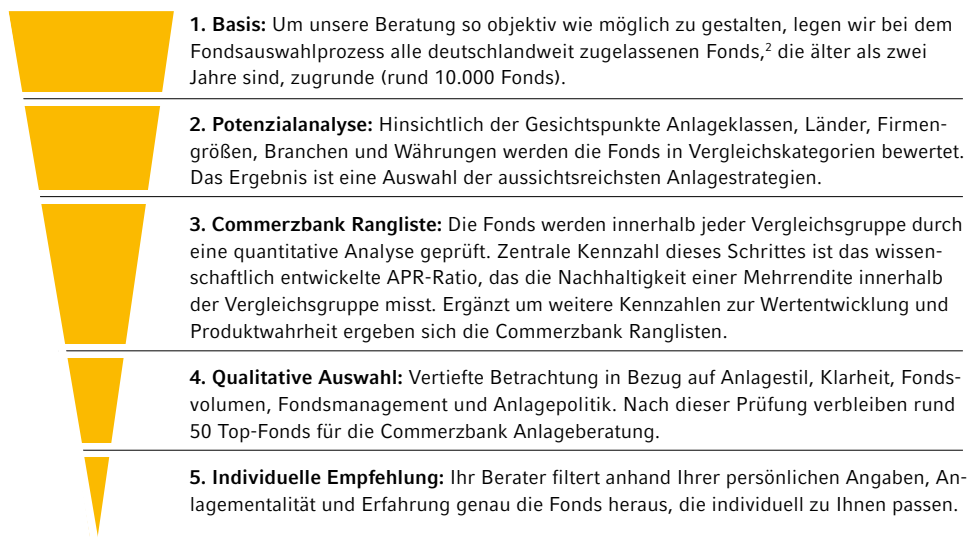 1. Basis: Um unsere Beratung so objektiv wie möglich zu gestalten, legen wir bei dem
Fondsauswahlprozess alle deutschlandweit zugelassenen Fonds,² die älter als zwei
Jahre sind, zugrunde (rund 10.000 Fonds).
2. Potenzialanalyse: Hinsichtlich der Gesichtspunkte Anlageklassen, Länder, Firmen-
größen, Branchen und Währungen werden die Fonds in Vergleichskategorien bewertet.
Das Ergebnis ist eine Auswahl der aussichtsreichsten Anlagestrategien.
3. Commerzbank Rangliste: Die Fonds werden innerhalb jeder Vergleichsgruppe durch
eine quantitative Analyse geprüft. Zentrale Kennzahl dieses Schrittes ist das wissen-
schaftlich entwickelte APR-Ratio, das die Nachhaltigkeit einer Mehrrendite innerhalb
der Vergleichsgruppe misst. Ergänzt um weitere Kennzahlen zur Wertentwicklung und
Produktwahrheit ergeben sich die Commerzbank Ranglisten.
4. Qualitative Auswahl: Vertiefte Betrachtung in Bezug auf Anlagestil, Klarheit, Fonds-
volumen, Fondsmanagement und Anlagepolitik. Nach dieser Prüfung verbleiben rund
50 Top-Fonds für die Commerzbank Anlageberatung.
5. Individuelle Empfehlung: Ihr Berater filtert anhand Ihrer persönlichen Angaben, An-
lagementalität und Erfahrung genau die Fonds heraus, die individuell zu Ihnen passen.